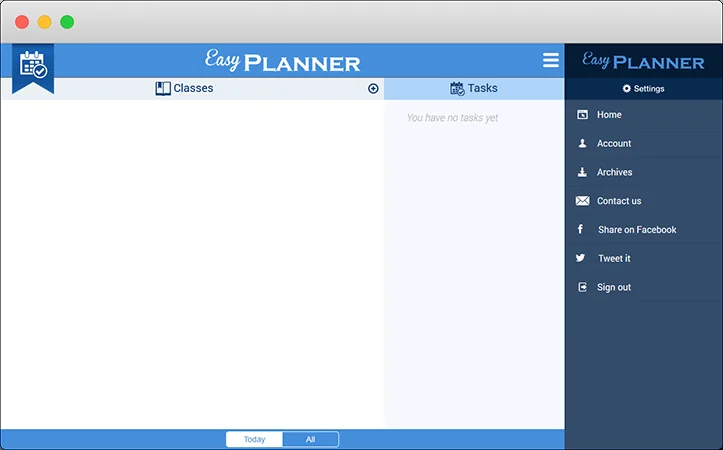 Easy PLANNER
Classes
Tasks
You have no tasks yet
Today
All
Easy PLANNER
Settings
Home
Account
Archives
Contact us
Share on Facebook
Tweet it
Sign out